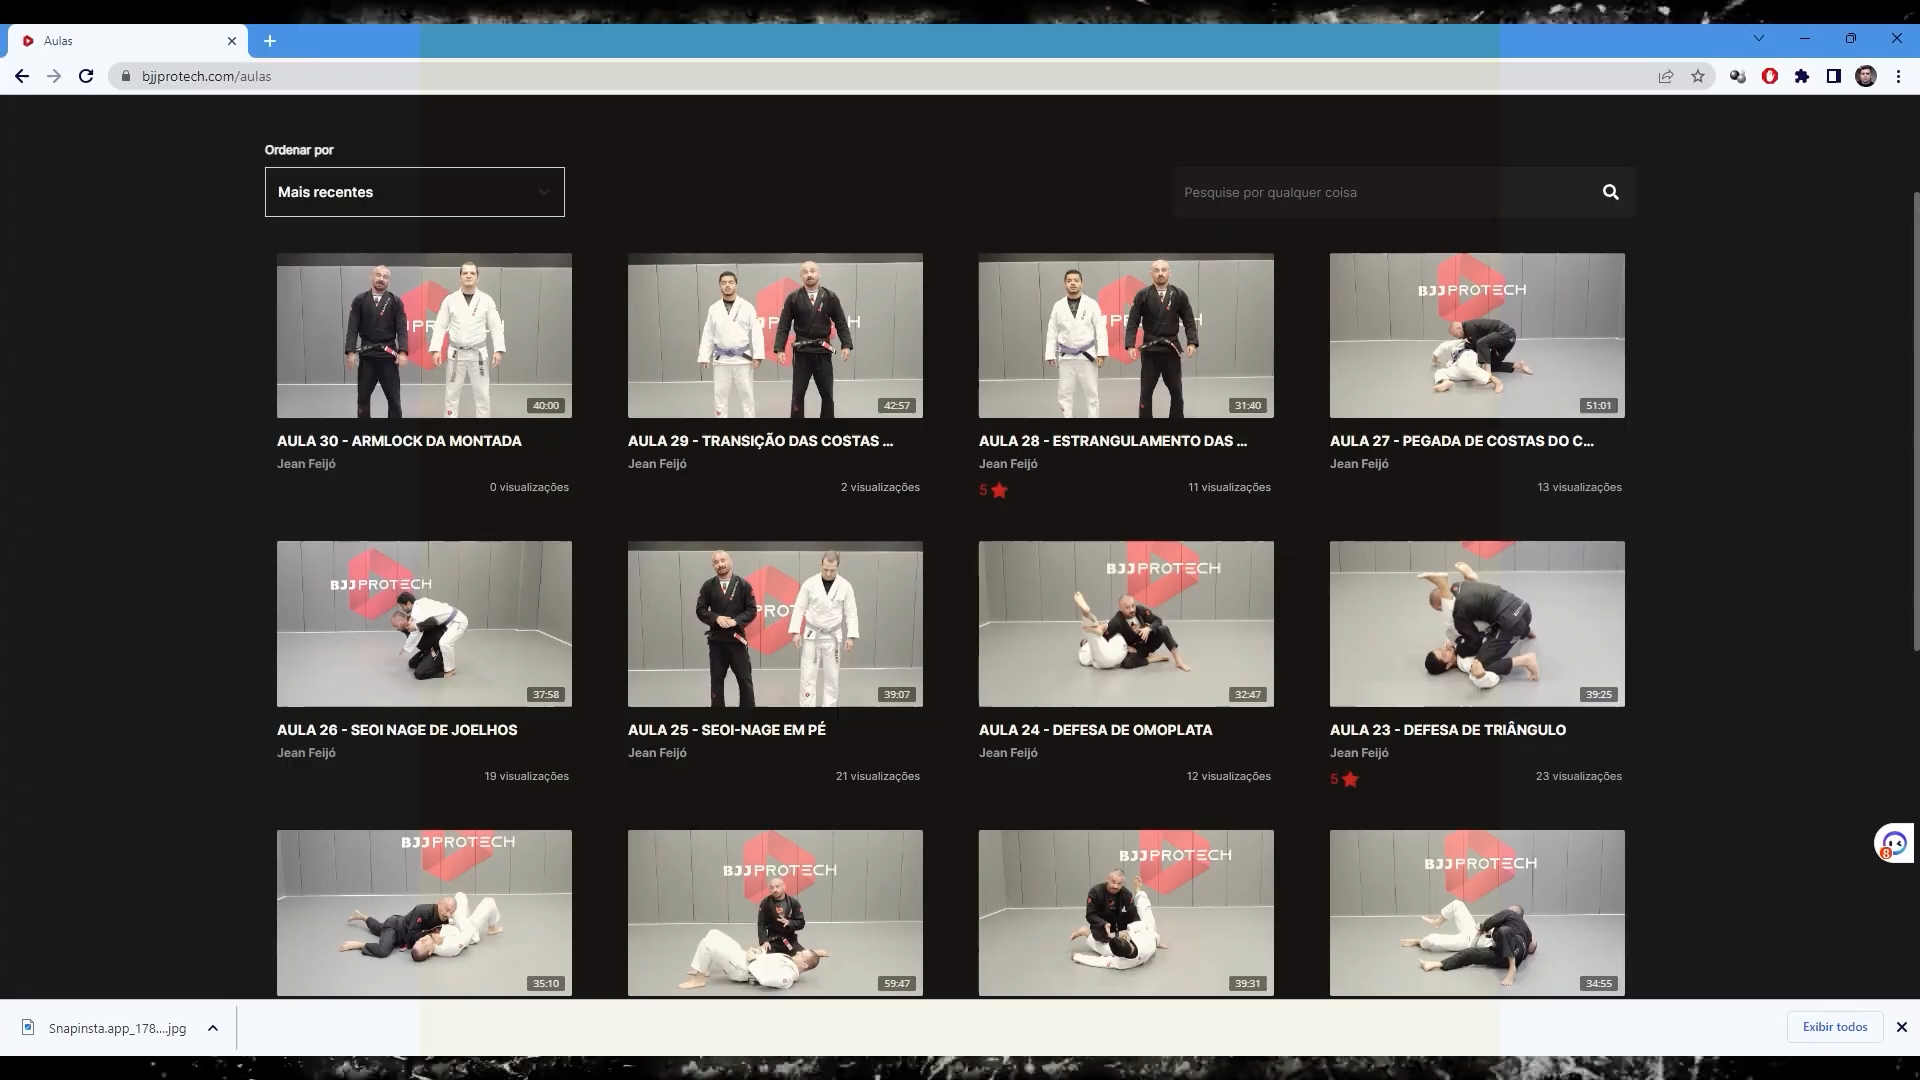 Aulas
bjjprotech.com/aulas
Ordenar por
Mais recentes
Pesquise por qualquer coisa
BJJPROTECH
40:00
42:57
31:40
51:01
AULA 30 - ARMLOCK DA MONTADA
AULA 29 - TRANSIÇÃO DAS COSTAS ...
AULA 28 - ESTRANGULAMENTO DAS ...
AULA 27 - PEGADA DE COSTAS DO C...
Jean Feijó
Jean Feijó
Jean Feijó
Jean Feijó
0 visualizações
2 visualizações
5
11 visualizações
13 visualizações
BJJPROTECH
BJJPROTECH
37:58
39:07
32:47
39:25
AULA 26 - SEOI NAGE DE JOELHOS
AULA 25 - SEOI-NAGE EM PÉ
AULA 24 - DEFESA DE OMOPLATA
AULA 23 - DEFESA DE TRIÂNGULO
Jean Feijó
Jean Feijó
Jean Feijó
Jean Feijó
19 visualizações
21 visualizações
12 visualizações
5
23 visualizações
BJJPROTECH
BJJPROTECH
BJJPROTECH
BJJPROTECH
35:10
59:47
39:31
34:55
8
Snapinsta.app_178....jpg
Exibir todos